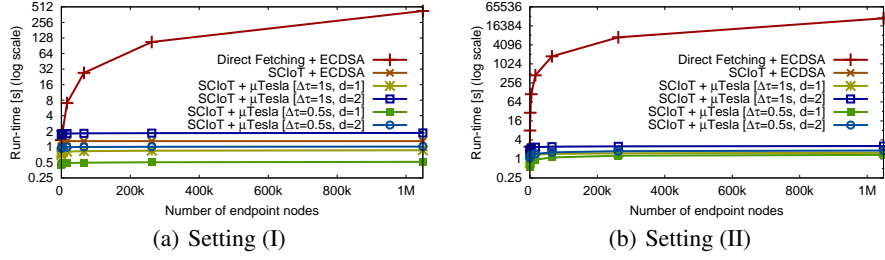 Run-time [s] (log scale)
512
256
128
64
32
16
8
4
2
1
0.5
0.25
Direct Fetching + ECDSA
SCIoT + ECDSA
SCIoT + μTesla [Δτ=1s, d=1]
SCIoT + μTesla [Δτ=1s, d=2]
SCIoT + μTesla [Δτ=0.5s, d=1]
SCIoT + μTesla [Δτ=0.5s, d=2]
0 200k 400k 600k 800k 1M
Number of endpoint nodes
(a) Setting (I)
Run-time [s] (log scale)
65536
16384
4096
1024
256
64
16
4
1
0.25
Direct Fetching + ECDSA
SCIoT + ECDSA
SCIoT + μTesla [Δτ=1s, d=1]
SCIoT + μTesla [Δτ=1s, d=2]
SCIoT + μTesla [Δτ=0.5s, d=1]
SCIoT + μTesla [Δτ=0.5s, d=2]
0 200k 400k 600k 800k 1M
Number of endpoint nodes
(b) Setting (II)